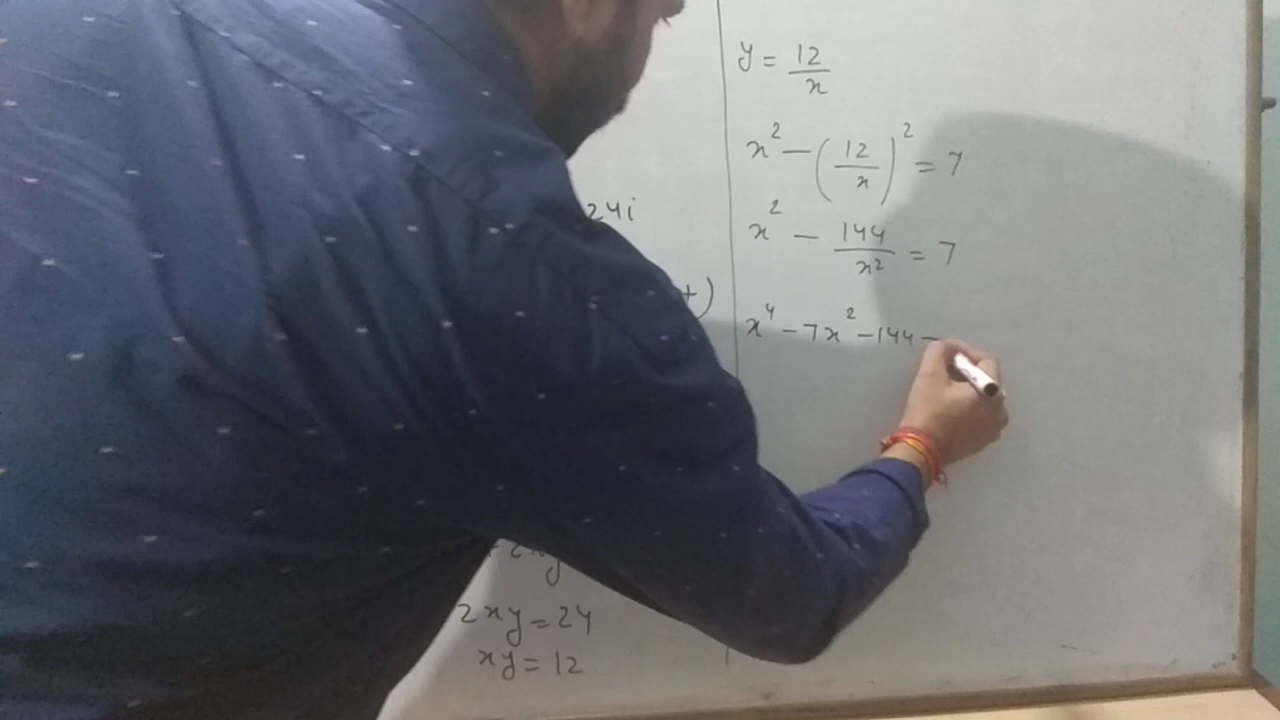 24i
+)
2xy = 24
xy = 12
y = 12/x
x² - (12/x)² = 7
x² - 144/x² = 7
x⁴ - 7x² - 144 =